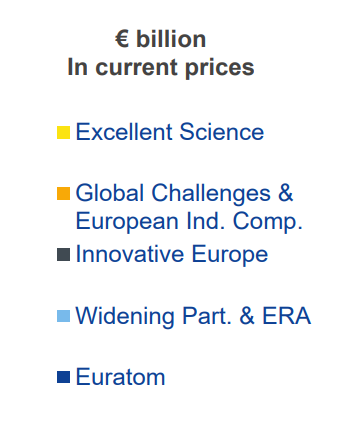 € billion
In current prices
Excellent Science
Global Challenges &
European Ind. Comp.
Innovative Europe
Widening Part. & ERA
Euratom